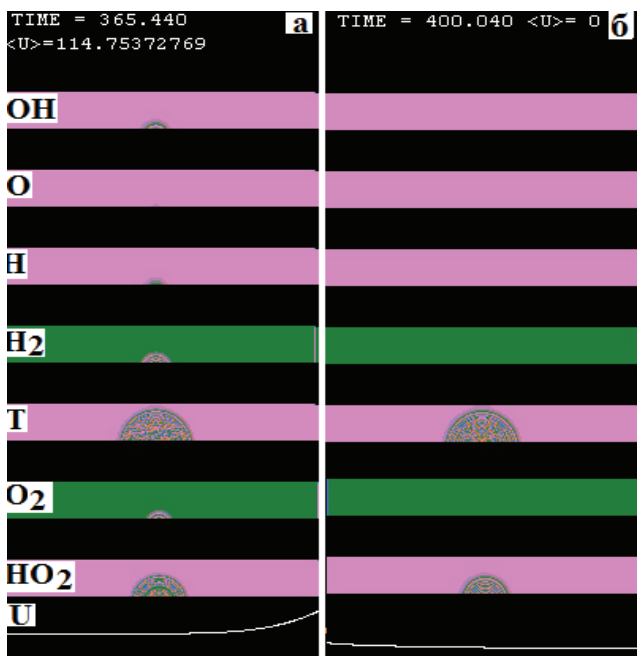 TIME = 365.440
<U>=114.75372769
а
TIME = 400.040 <U>= 0
б
OH
O
H
H2
T
O2
HO2
U